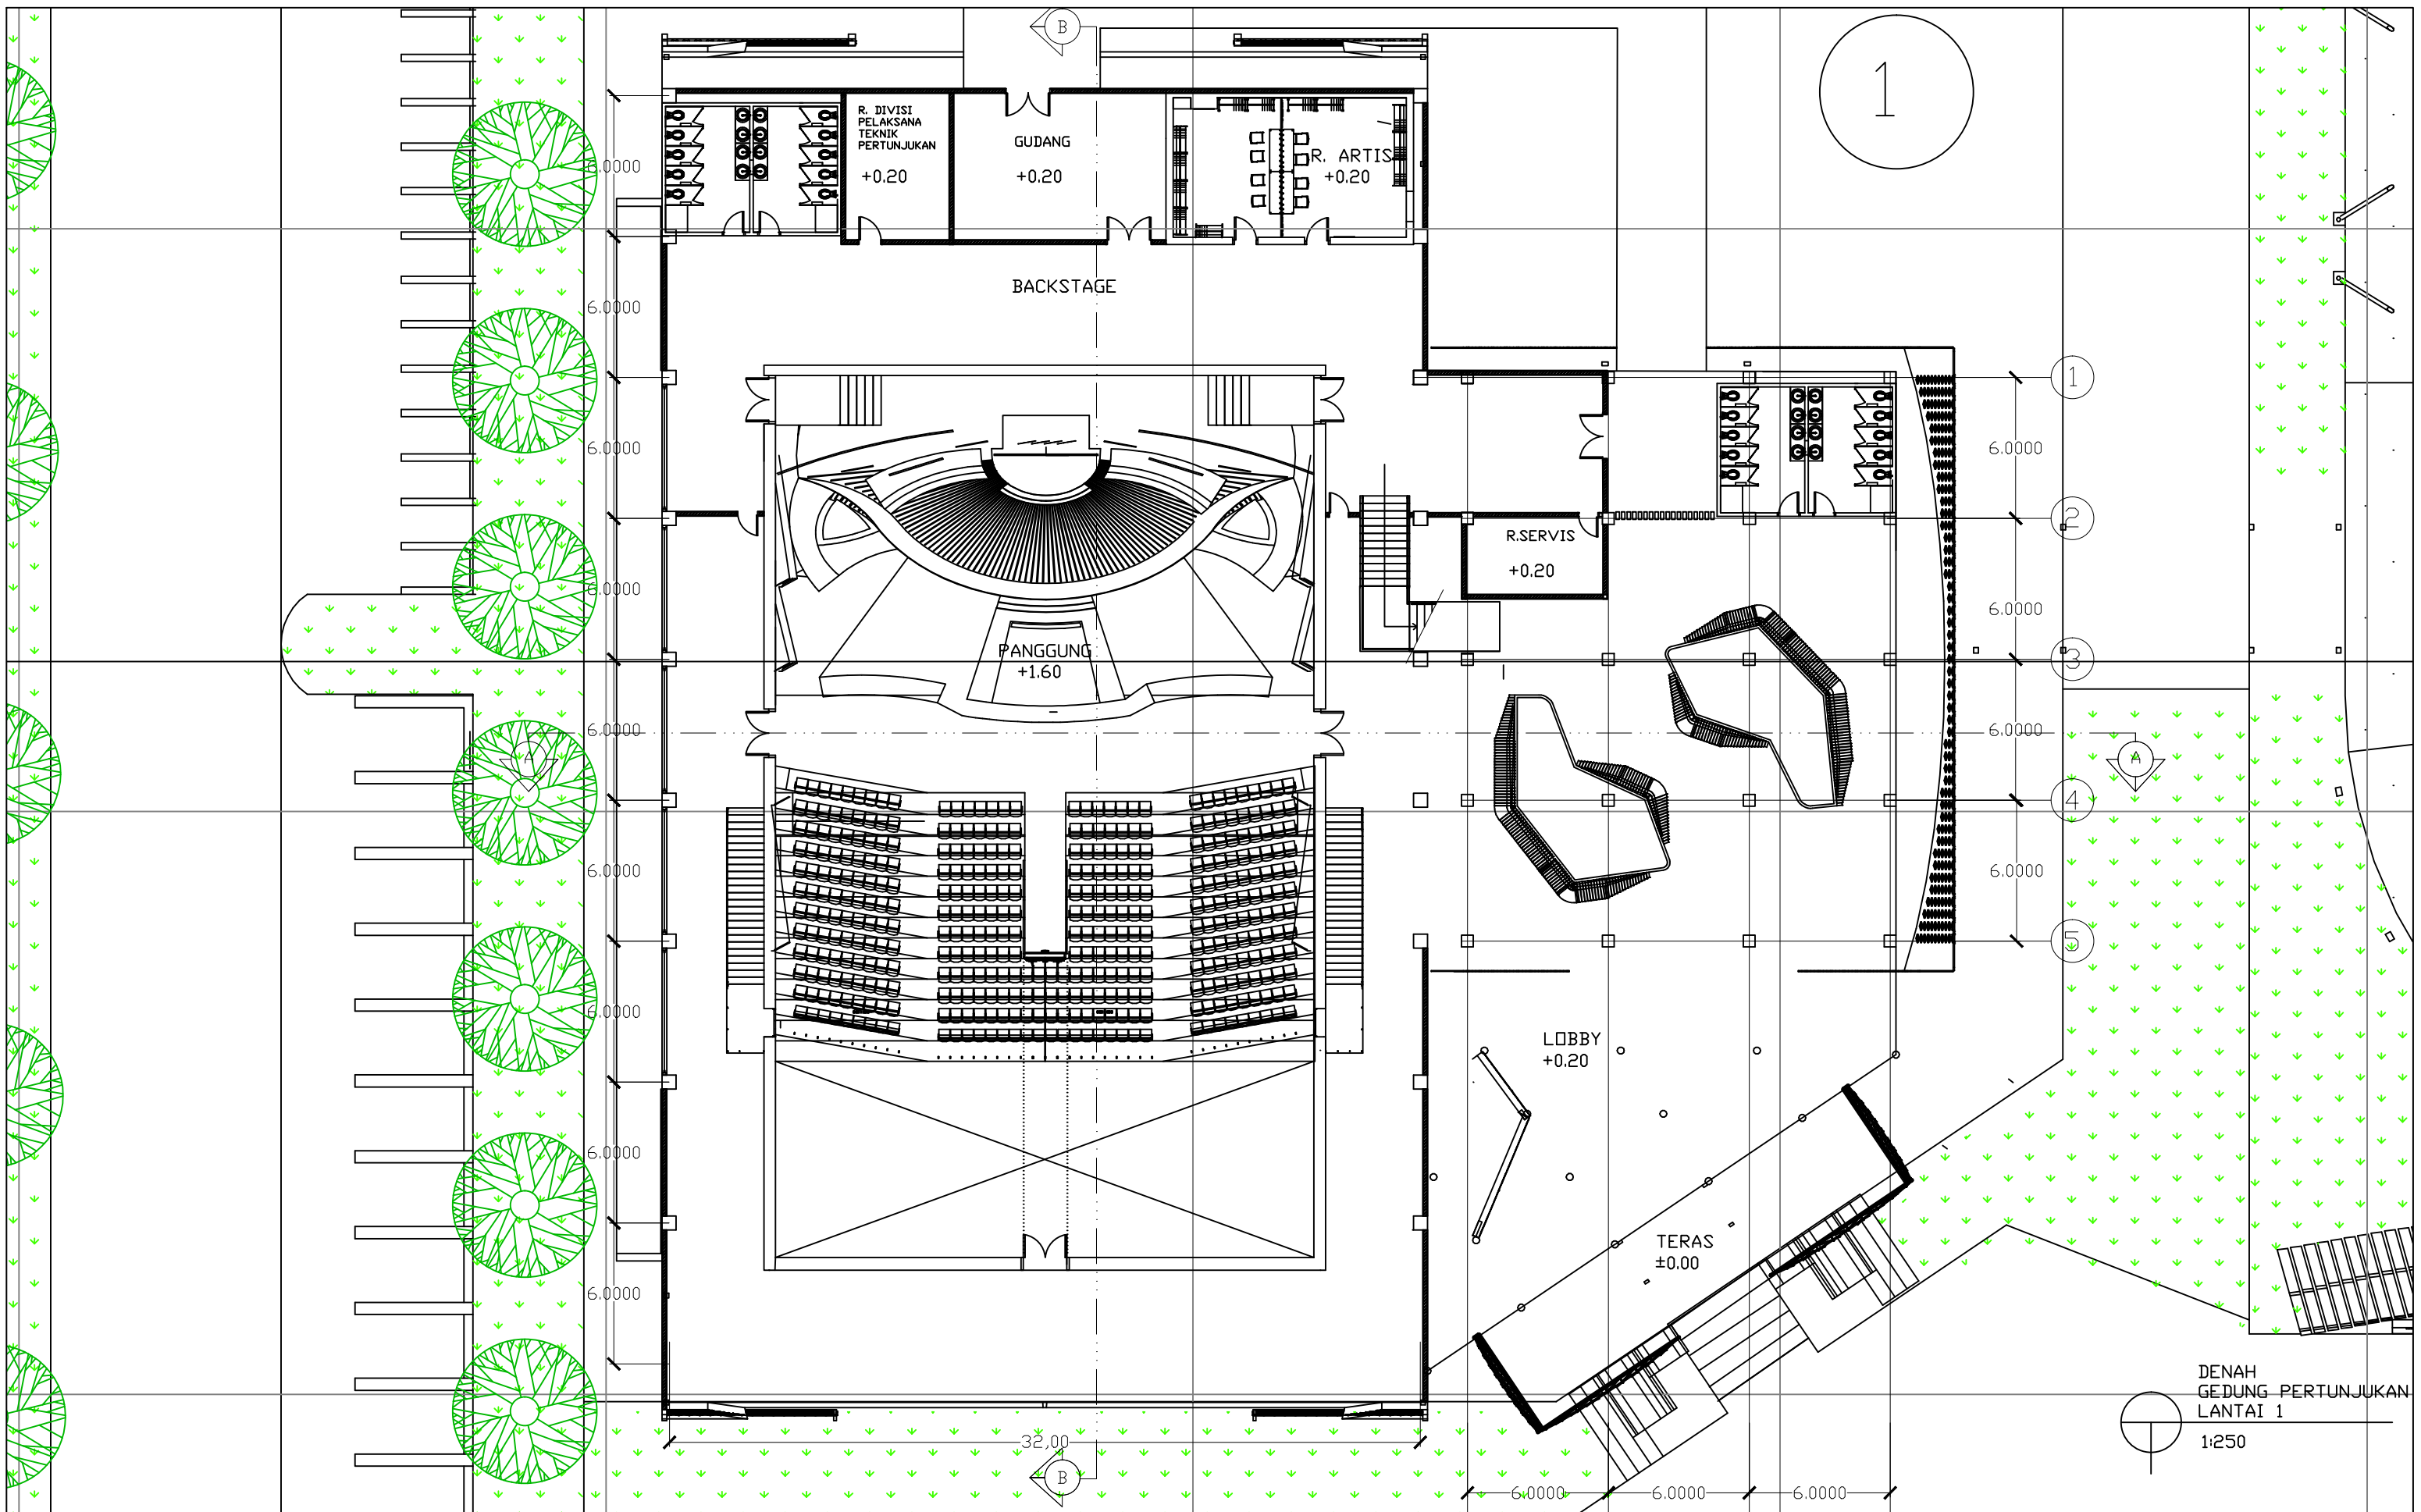 B
1
R. DIVISI
PELAKSANA
TEKNIK
PERTUNJUKAN
+0.20
GUDANG
+0.20
R. ARTIS
+0.20
6.0000
BACKSTAGE
6.0000
1
6.0000
6.0000
2
R.SERVIS
+0.20
6.0000
6.0000
PANGGUNG
+1.60
3
6.0000
6.0000
A
A
4
6.0000
6.0000
5
6.0000
LOBBY
+0.20
6.0000
TERAS
±0.00
6.0000
32,00
B
6.0000
6.0000
6.0000
DENAH
GEDUNG PERTUNJUKAN
LANTAI 1
1:250